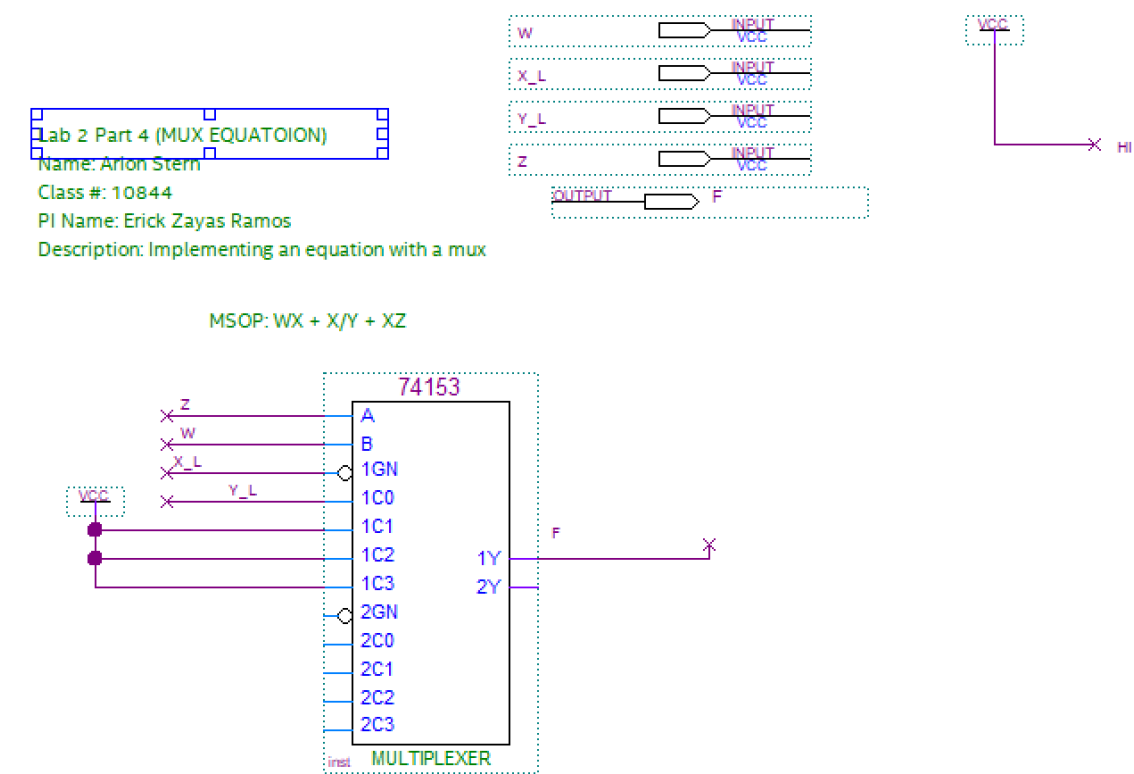 W
INPUT
VCC
X_L
INPUT
VCC
Y_L
INPUT
VCC
Z
INPUT
VCC
OUTPUT
F
VCC
HI
Lab 2 Part 4 (MUX EQUATOION)
Name: Arion Stern
Class #: 10844
PI Name: Erick Zayas Ramos
Description: Implementing an equation with a mux
MSOP: WX + X/Y + XZ
74153
Z
A
W
B
X_L
1GN
Y_L
1C0
VCC
1C1
1C2
1C3
2GN
2C0
2C1
2C2
2C3
1Y
2Y
F
inst
MULTIPLEXER